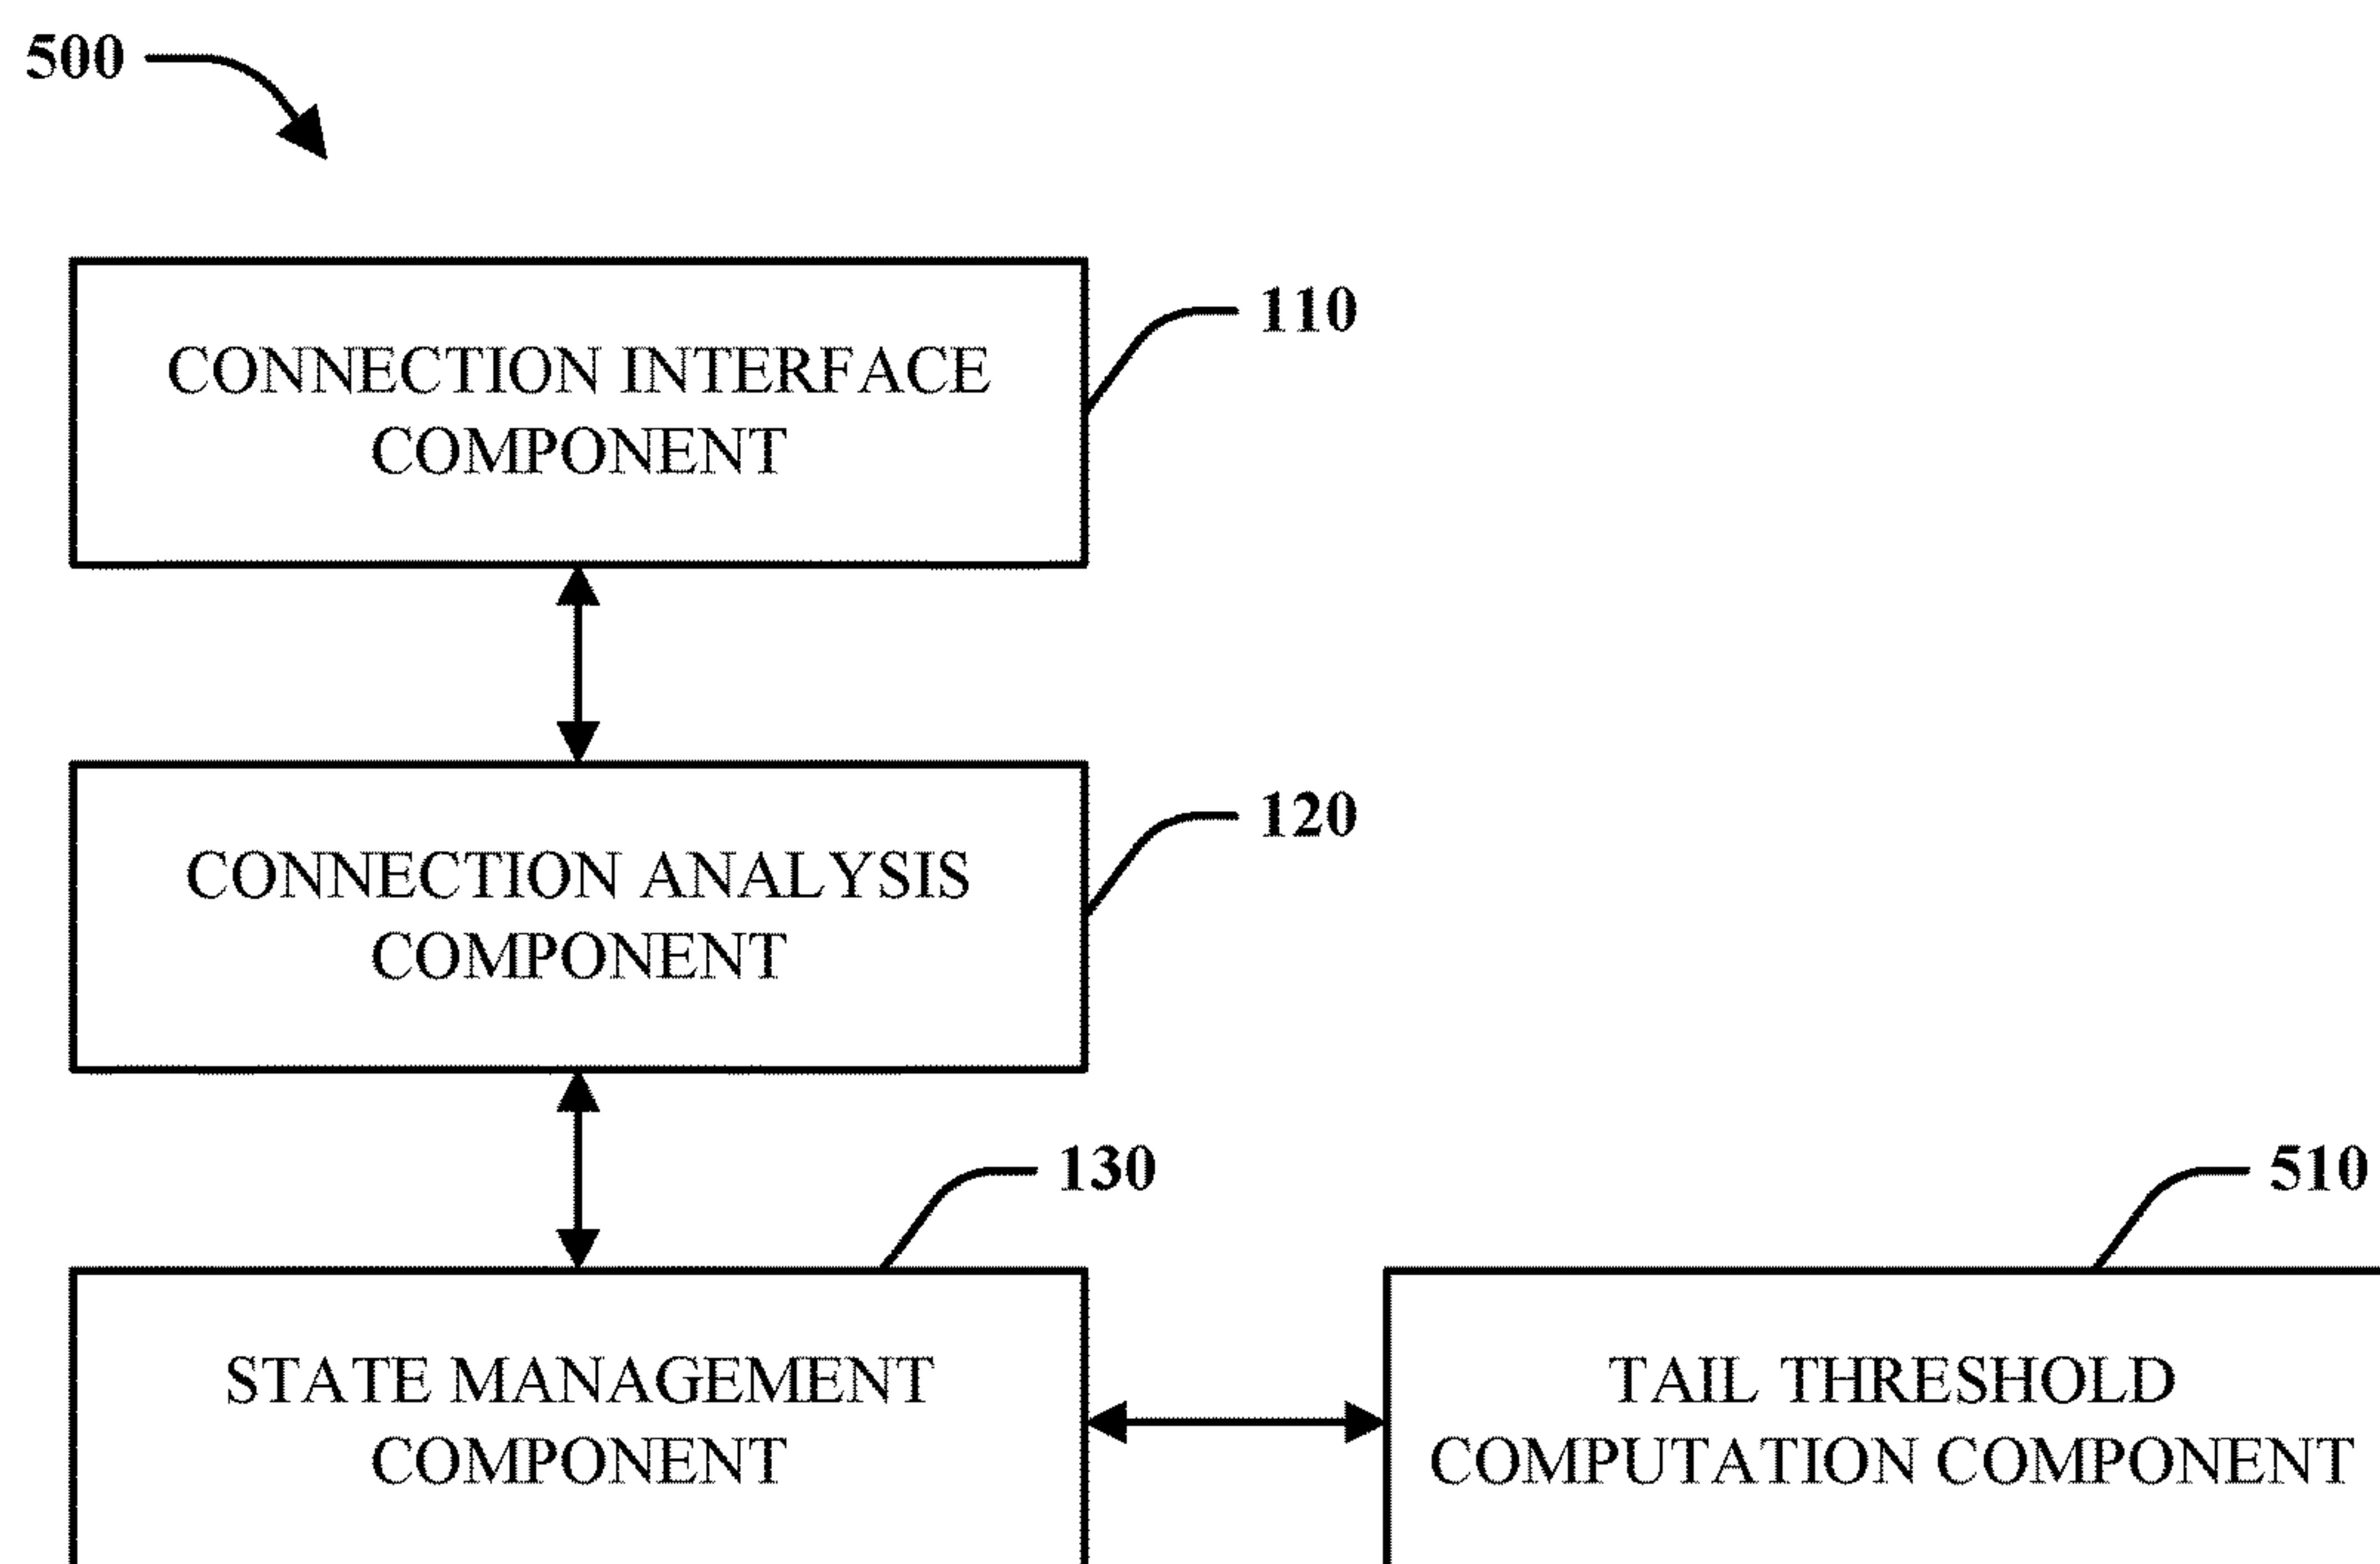 500
110
CONNECTION INTERFACE
COMPONENT
120
CONNECTION ANALYSIS
COMPONENT
130
510
STATE MANAGEMENT
COMPONENT
TAIL THRESHOLD
COMPUTATION COMPONENT